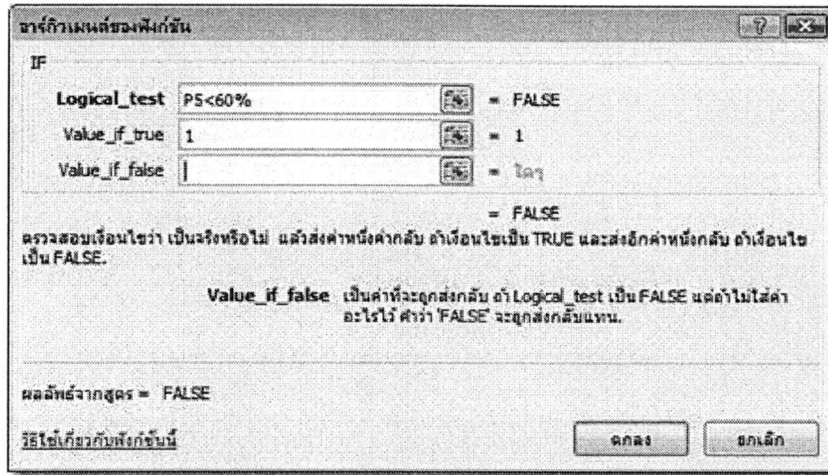 อาร์กิวเมนต์ของฟังก์ชัน
IF
Logical_test P5<60% = FALSE
Value_if_true 1 = 1
Value_if_false = ใดๆ
= FALSE
ตรวจสอบเงื่อนไขว่า เป็นจริงหรือไม่ แล้วส่งค่าหนึ่งค่ากลับ ถ้าเงื่อนไขเป็น TRUE และส่งอีกค่าหนึ่งกลับ ถ้าเงื่อนไข
เป็น FALSE.
Value_if_false เป็นค่าที่จะถูกส่งกลับ ถ้า Logical_test เป็น FALSE แต่ถ้าไม่ใส่ค่า
อะไรไว้ คำว่า 'FALSE' จะถูกส่งกลับแทน.
ผลลัพธ์จากสูตร = FALSE
วิธีใช้เกี่ยวกับฟังก์ชันนี้
ตกลง ยกเลิก